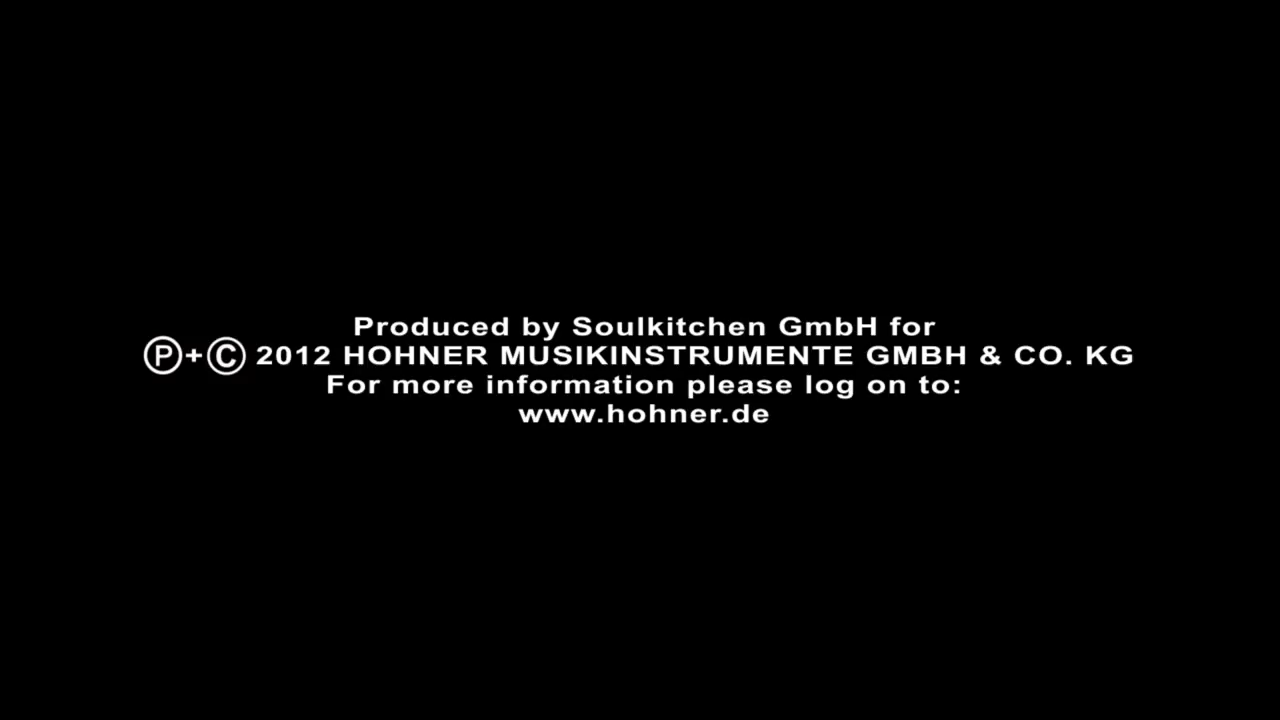 Produced by Soulkitchen GmbH for
℗+© 2012 HOHNER MUSIKINSTRUMENTE GMBH & CO. KG
For more information please log on to:
www.hohner.de